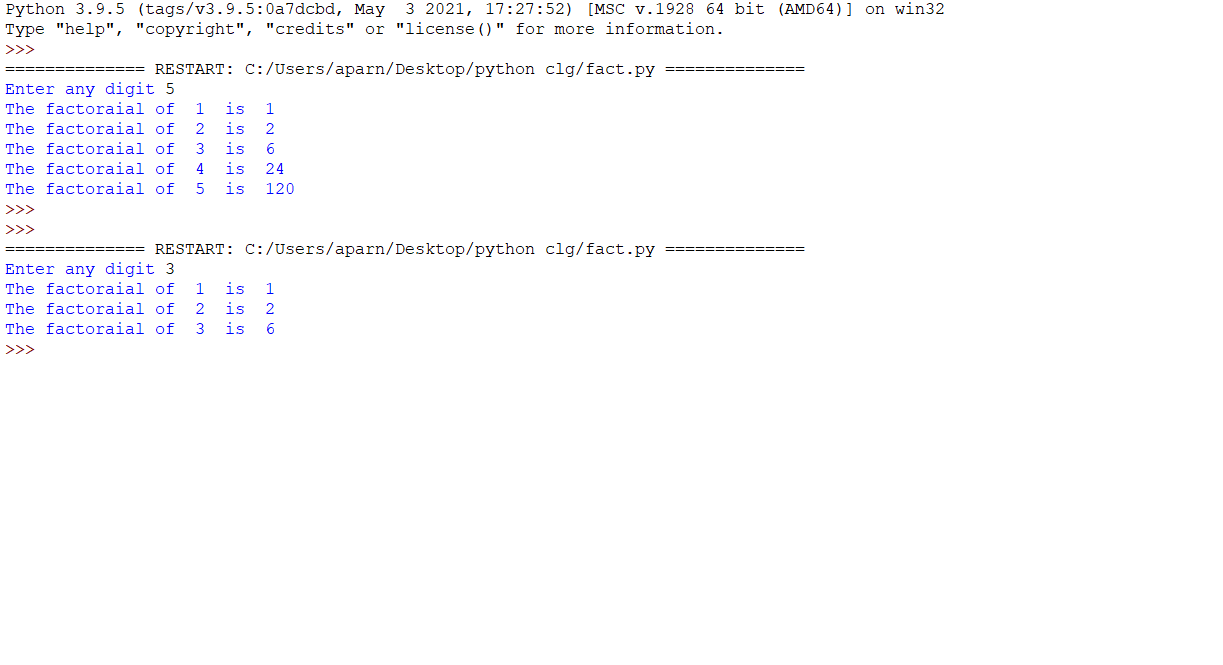 Python 3.9.5 (tags/v3.9.5:0a7dcbd, May  3 2021, 17:27:52) [MSC v.1928 64 bit (AMD64)] on win32
Type "help", "copyright", "credits" or "license()" for more information.
>>>
============== RESTART: C:/Users/aparn/Desktop/python clg/fact.py ==============
Enter any digit 5
The factoraial of  1  is  1
The factoraial of  2  is  2
The factoraial of  3  is  6
The factoraial of  4  is  24
The factoraial of  5  is  120
>>>
>>>
============== RESTART: C:/Users/aparn/Desktop/python clg/fact.py ==============
Enter any digit 3
The factoraial of  1  is  1
The factoraial of  2  is  2
The factoraial of  3  is  6
>>>